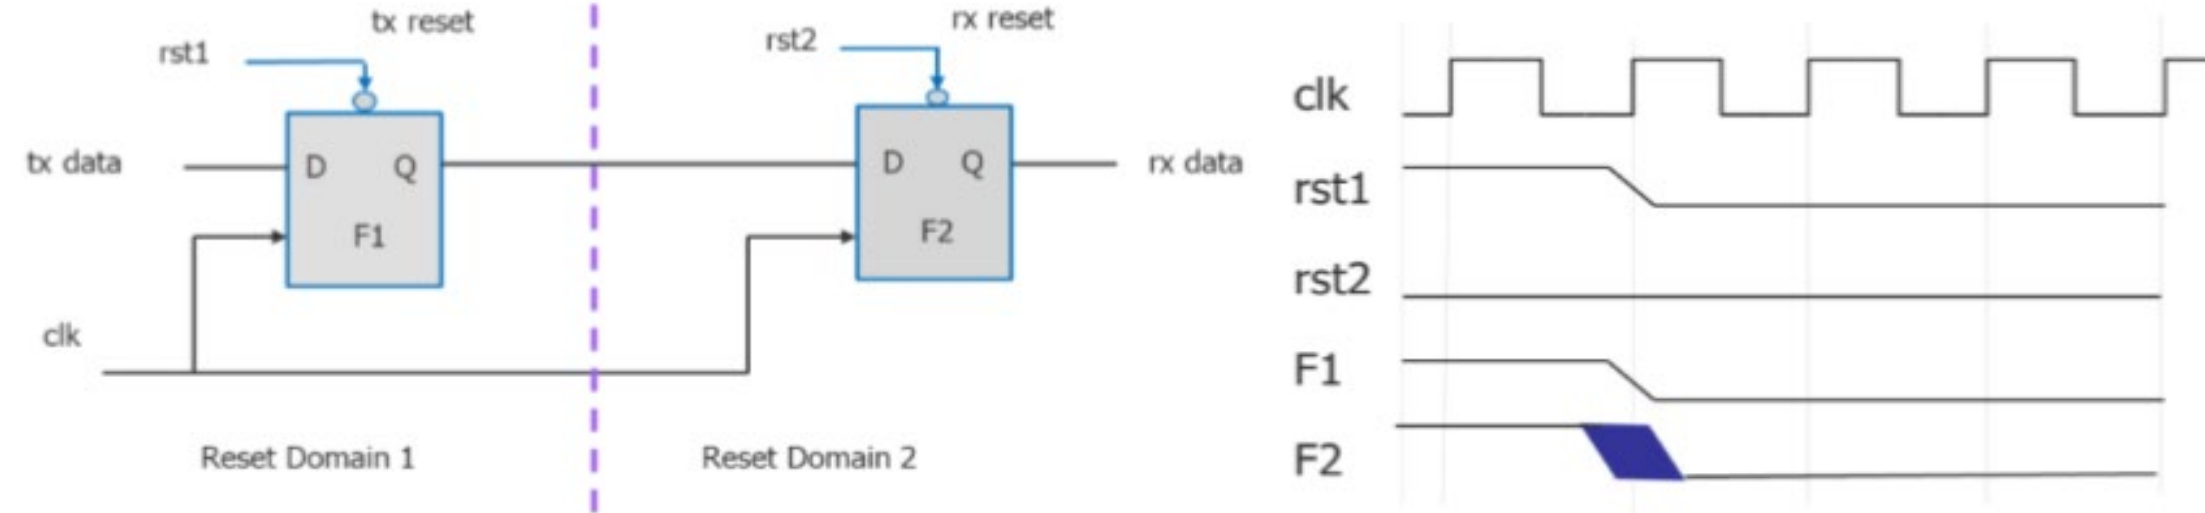 tx reset
rx reset
rst1
rst2
tx data
D
Q
F1
D
Q
F2
rx data
clk
Reset Domain 1
Reset Domain 2
clk
rst1
rst2
F1
F2